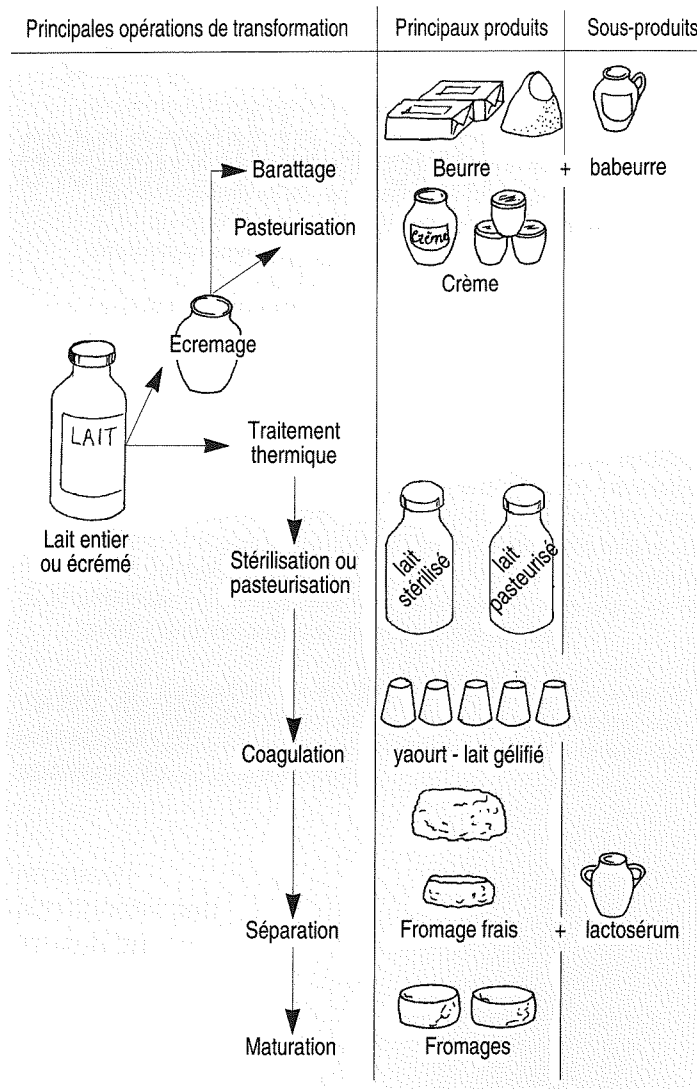 Principales opérations de transformation
Principaux produits
Sous-produits
Barattage
Beurre + babeurre
Pasteurisation
Crème
Crème
Ecremage
LAIT
Lait entier
ou écrémé
Traitement
thermique
Stérilisation ou
pasteurisation
lait
stérilisé
lait
pasteurisé
Coagulation
yaourt - lait gélifié
Séparation
Fromage frais + lactosérum
Maturation
Fromages